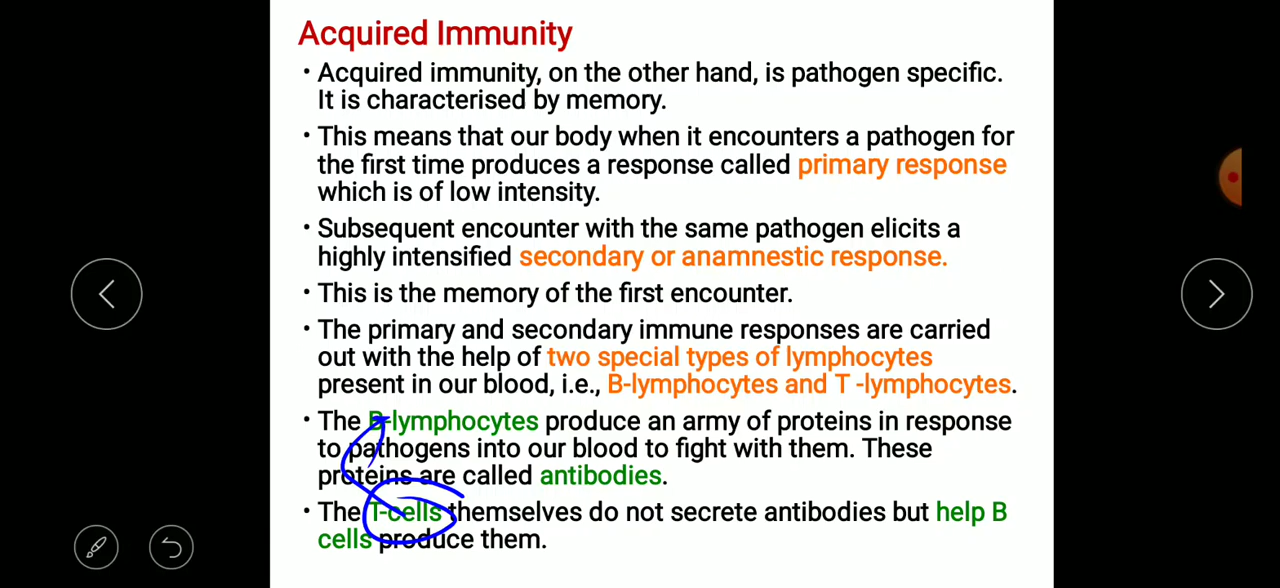 Acquired Immunity
• Acquired immunity, on the other hand, is pathogen specific.
It is characterised by memory.
• This means that our body when it encounters a pathogen for
the first time produces a response called primary response
which is of low intensity.
• Subsequent encounter with the same pathogen elicits a
highly intensified secondary or anamnestic response.
• This is the memory of the first encounter.
• The primary and secondary immune responses are carried
out with the help of two special types of lymphocytes
present in our blood, i.e., B-lymphocytes and T -lymphocytes.
• The B-lymphocytes produce an army of proteins in response
to pathogens into our blood to fight with them. These
proteins are called antibodies.
• The T-cells themselves do not secrete antibodies but help B
cells produce them.